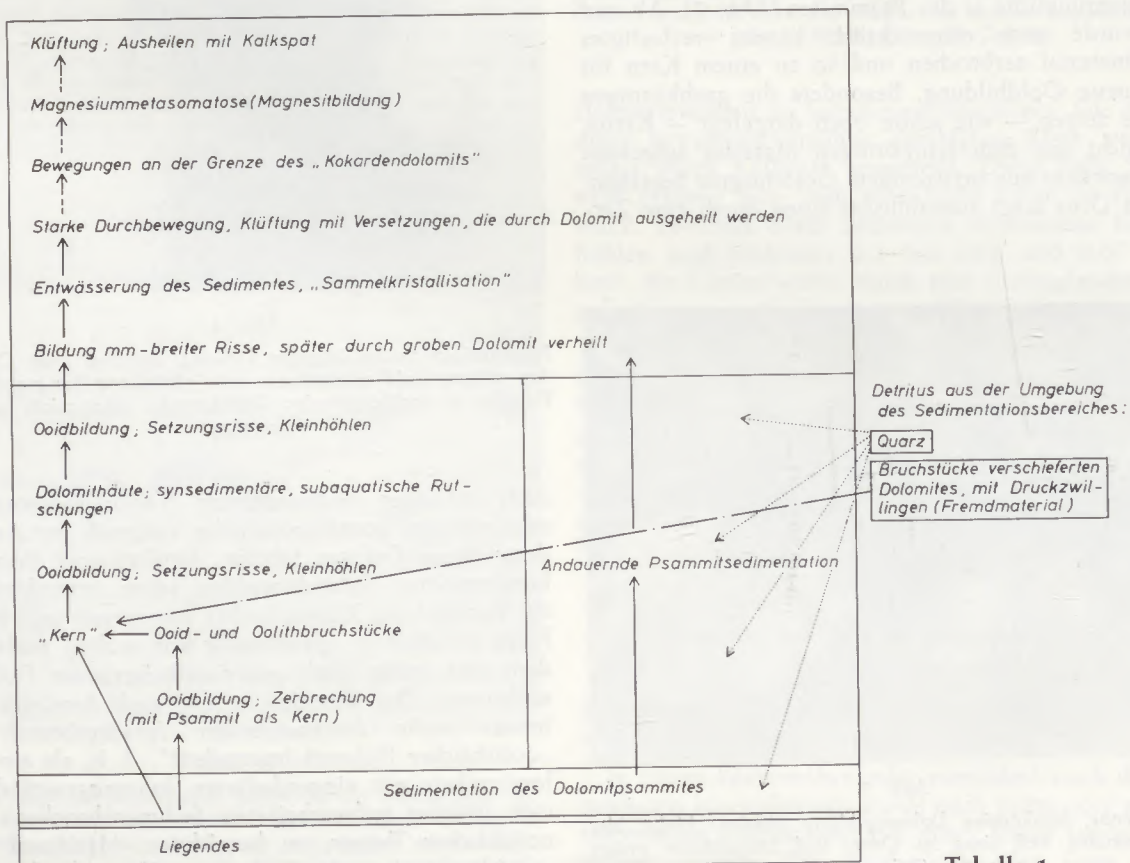 Klüftung; Ausheilen mit Kalkspat
Magnesiummetasomatose (Magnesitbildung)
Bewegungen an der Grenze des „Kokardendolomits"
Starke Durchbewegung, Klüftung mit Versetzungen, die durch Dolomit ausgeheilt werden
Entwässerung des Sedimentes, „Sammelkristallisation"
Bildung mm-breiter Risse, später durch groben Dolomit verheilt
Detritus aus der Umgebung
des Sedimentationsbereiches:
Quarz
Bruchstücke verschieferten
Dolomites, mit Druckzwil-
lingen (Fremdmaterial)
Ooidbildung; Setzungsrisse, Kleinhöhlen
Dolomithäute; synsedimentäre, subaquatische Rut-
schungen
Ooidbildung; Setzungsrisse, Kleinhöhlen
Andauernde Psammitsedimentation
„Kern"
Ooid- und Oolithbruchstücke
Ooidbildung; Zerbrechung
(mit Psammit als Kern)
Sedimentation des Dolomitpsammites
Liegendes